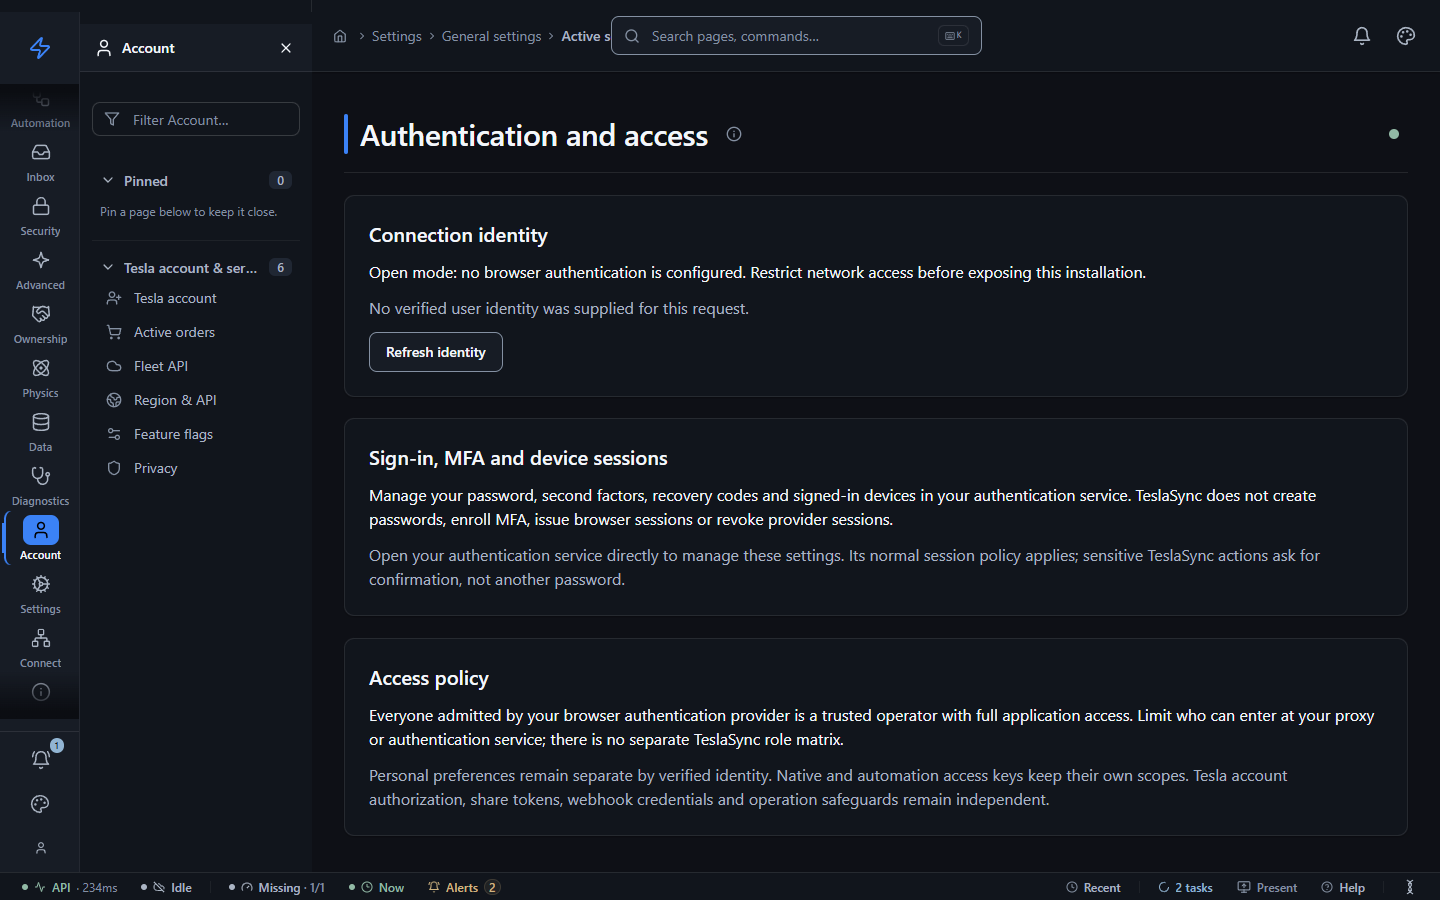 Account
Settings
General settings
Active s
Search pages, commands...
K
Automation
Inbox
Security
Advanced
Ownership
Physics
Data
Diagnostics
Account
Settings
Connect
1
Filter Account...
Pinned
0
Pin a page below to keep it close.
Tesla account & ser...
6
Tesla account
Active orders
Fleet API
Region & API
Feature flags
Privacy
Authentication and access
Connection identity
Open mode: no browser authentication is configured. Restrict network access before exposing this installation.
No verified user identity was supplied for this request.
Refresh identity
Sign-in, MFA and device sessions
Manage your password, second factors, recovery codes and signed-in devices in your authentication service. TeslaSync does not create
passwords, enroll MFA, issue browser sessions or revoke provider sessions.
Open your authentication service directly to manage these settings. Its normal session policy applies; sensitive TeslaSync actions ask for
confirmation, not another password.
Access policy
Everyone admitted by your browser authentication provider is a trusted operator with full application access. Limit who can enter at your proxy
or authentication service; there is no separate TeslaSync role matrix.
Personal preferences remain separate by verified identity. Native and automation access keys keep their own scopes. Tesla account
authorization, share tokens, webhook credentials and operation safeguards remain independent.
API · 234ms
Idle
Missing · 1/1
Now
Alerts 2
Recent
2 tasks
Present
Help